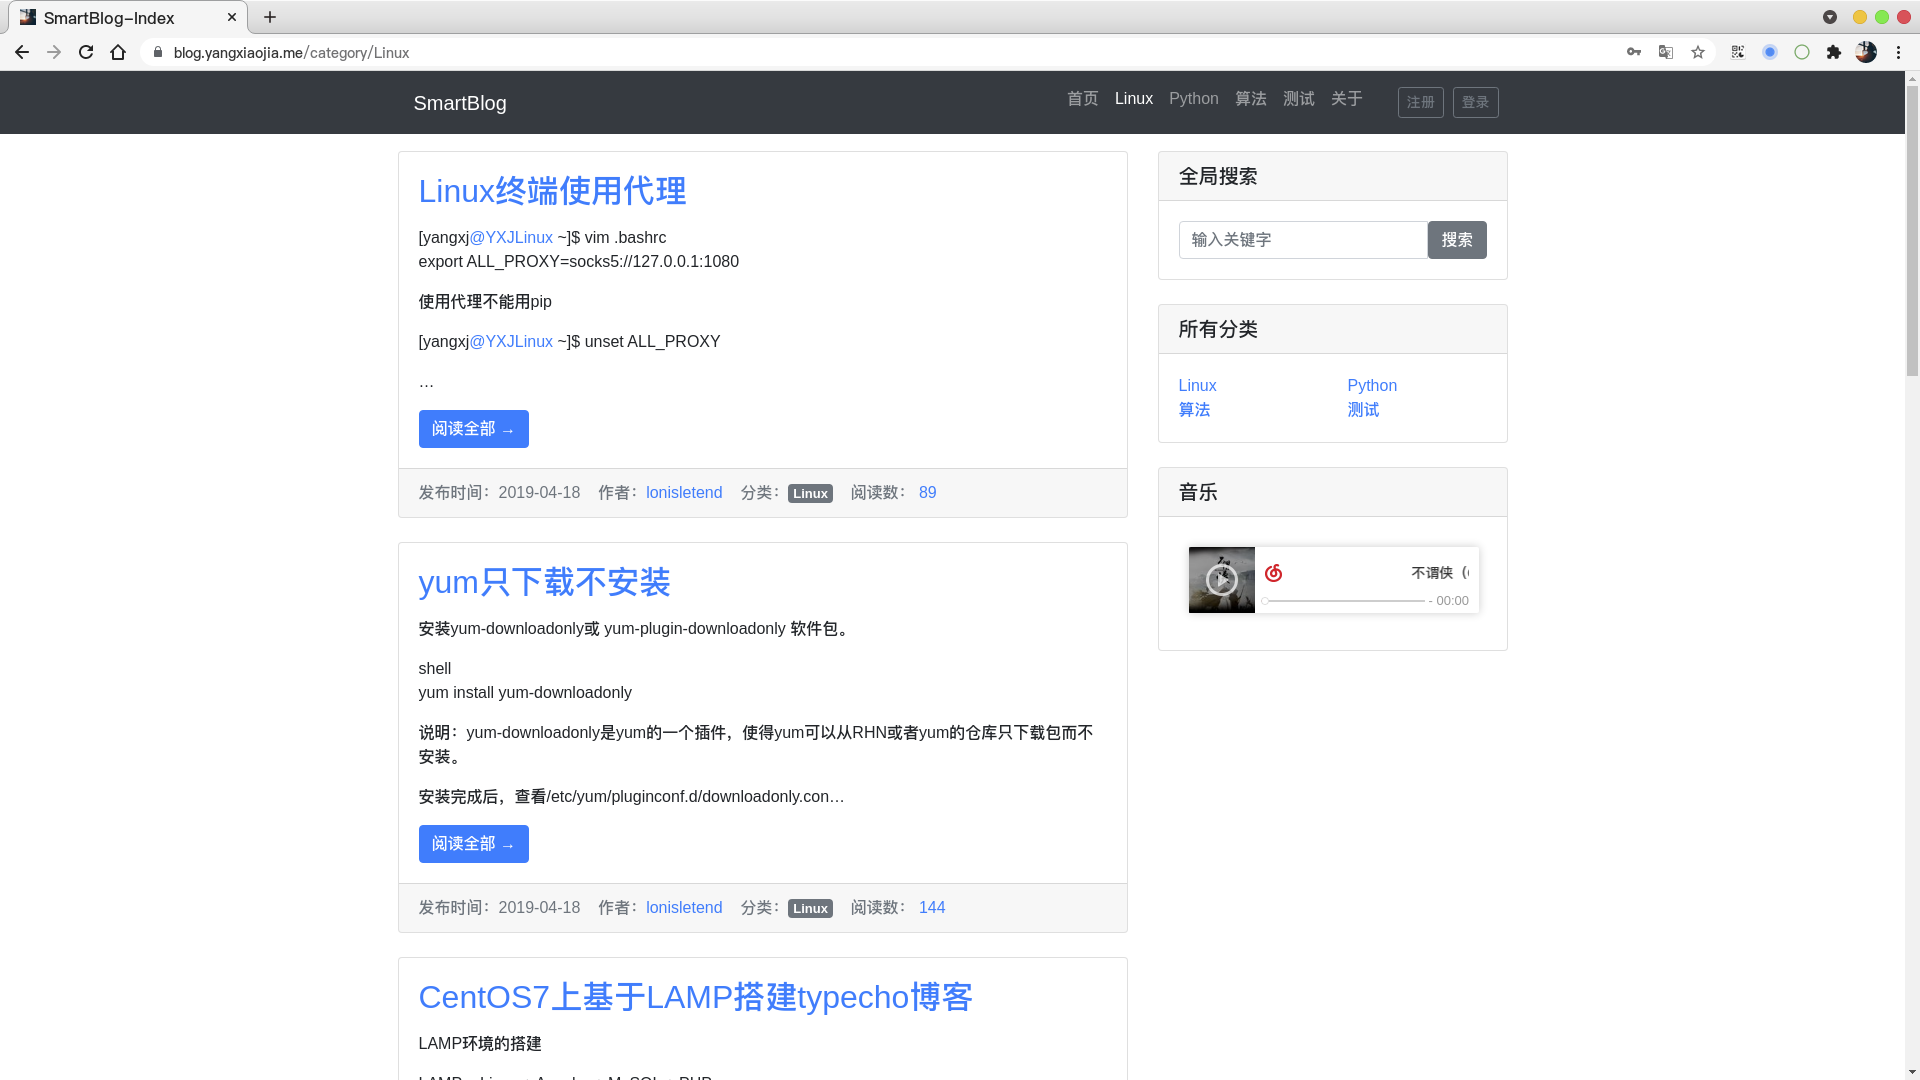 SmartBlog-Index
blog.yangxiaojia.me/category/Linux
SmartBlog
首页 Linux Python 算法 测试 关于 注册 登录
Linux终端使用代理
[yangxj@YXJLinux ~]$ vim .bashrc
export ALL_PROXY=socks5://127.0.0.1:1080
使用代理不能用pip
[yangxj@YXJLinux ~]$ unset ALL_PROXY
…
阅读全部 →
发布时间：2019-04-18 作者：lonisletend 分类：Linux 阅读数： 89
yum只下载不安装
安装yum-downloadonly或 yum-plugin-downloadonly 软件包。
shell
yum install yum-downloadonly
说明：yum-downloadonly是yum的一个插件，使得yum可以从RHN或者yum的仓库只下载包而不
安装。
安装完成后，查看/etc/yum/pluginconf.d/downloadonly.con…
阅读全部 →
发布时间：2019-04-18 作者：lonisletend 分类：Linux 阅读数： 144
CentOS7上基于LAMP搭建typecho博客
LAMP环境的搭建
全局搜索
输入关键字 搜索
所有分类
Linux Python
算法 测试
音乐
不谓侠（
- 00:00